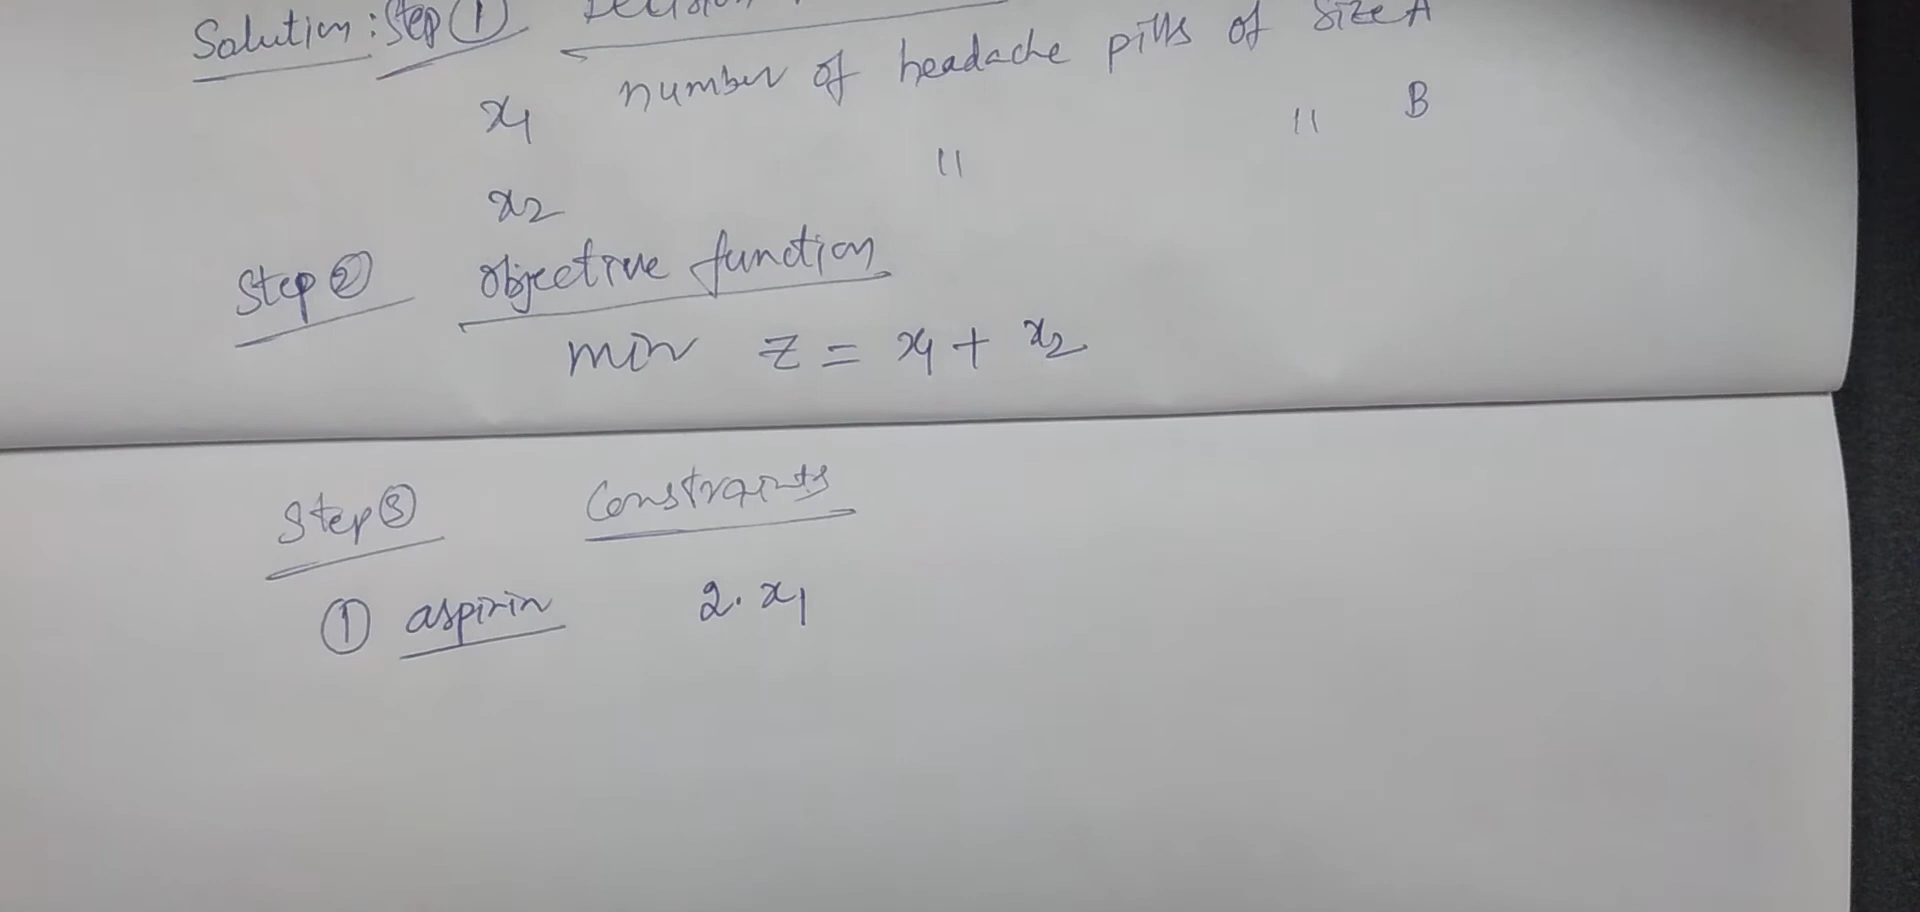 Solution: Step ① Decision
x1 number of headache pills of size A
x2 " " B
Step ② objective function
min Z = x1 + x2
Step ③ Constraints
① aspirin 2. x1